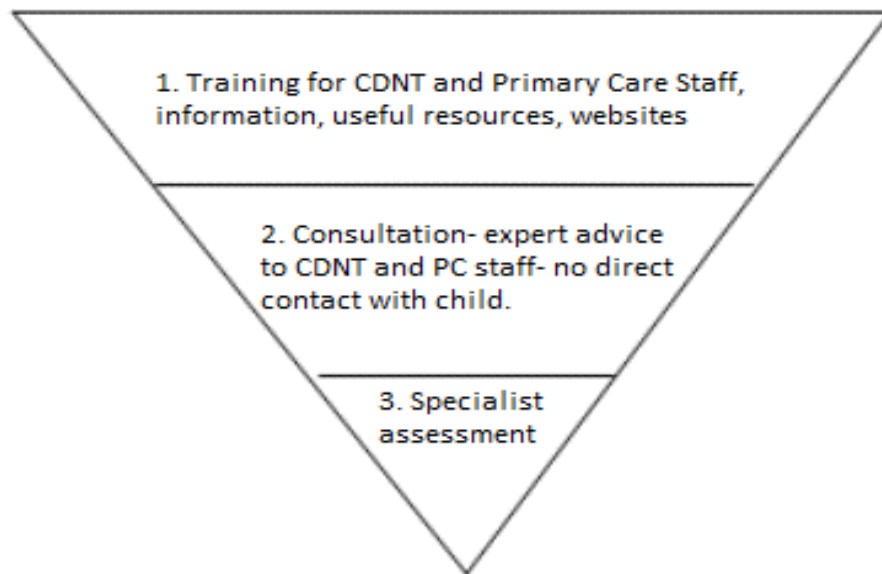 1. Training for CDNT and Primary Care Staff,
information, useful resources, websites
2. Consultation- expert advice
to CDNT and PC staff- no direct
contact with child.
3. Specialist
assessment